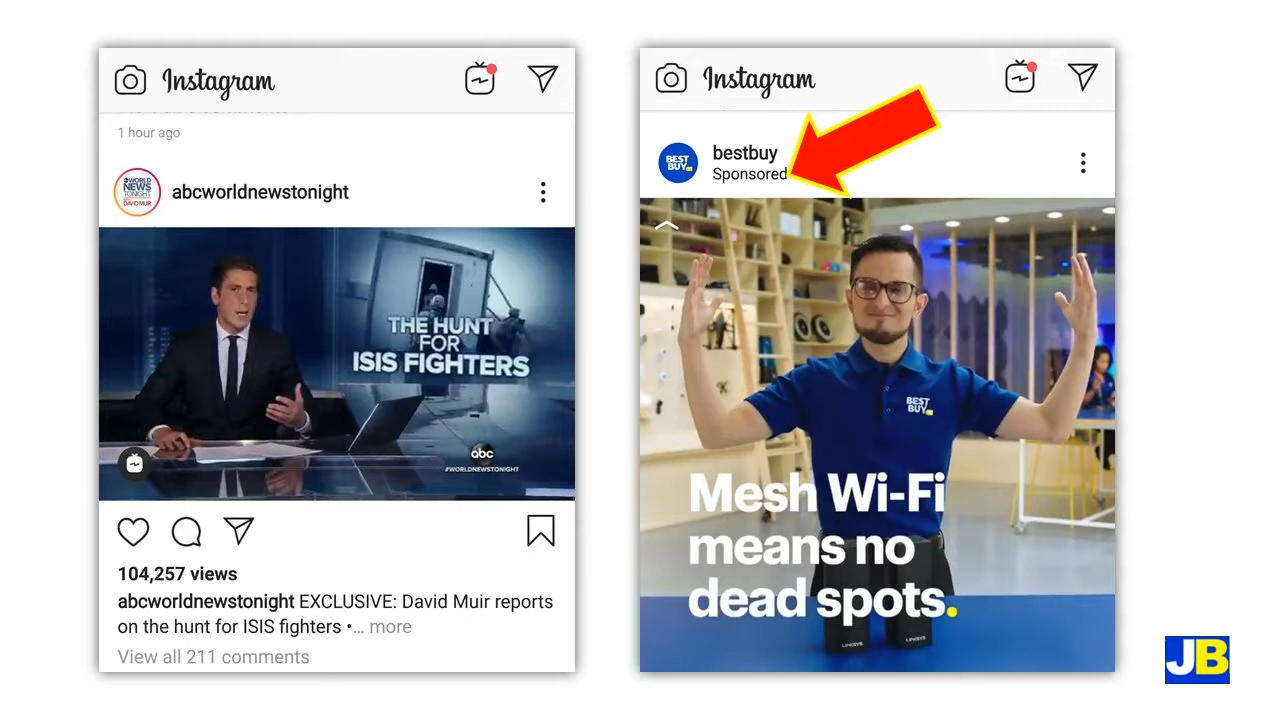 Instagram
1 hour ago
WORLD
NEWS
TONIGHT
DAVID MUIR
abcworldnewstonight
THE HUNT
FOR
ISIS FIGHTERS
abc
#WORLDNEWSTONIGHT
104,257 views
abcworldnewstonight EXCLUSIVE: David Muir reports
on the hunt for ISIS fighters •... more
View all 211 comments
Instagram
BEST
BUY
bestbuy
Sponsored
BEST
BUY
Mesh Wi-Fi
means no
dead spots.
LINKSYS
LINKSYS
JB